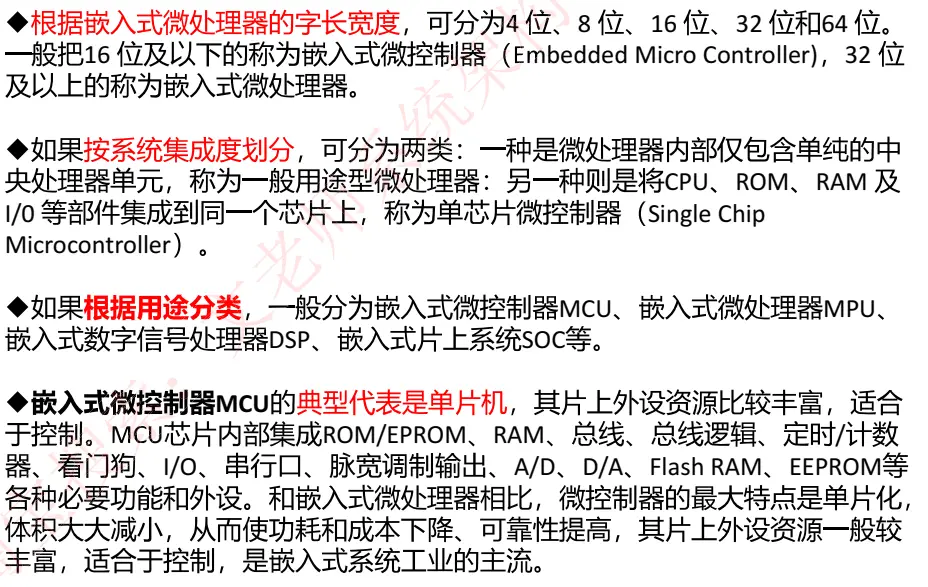 ◆根据嵌入式微处理器的字长宽度，可分为4 位、8 位、16 位、32 位和64 位。
一般把16 位及以下的称为嵌入式微控制器（Embedded Micro Controller)，32 位
及以上的称为嵌入式微处理器。
◆如果按系统集成度划分，可分为两类：一种是微处理器内部仅包含单纯的中
央处理器单元，称为一般用途型微处理器：另一种则是将CPU、ROM、RAM 及
I/0 等部件集成到同一个芯片上，称为单芯片微控制器（Single Chip
Microcontroller）。
◆如果根据用途分类，一般分为嵌入式微控制器MCU、嵌入式微处理器MPU、
嵌入式数字信号处理器DSP、嵌入式片上系统SOC等。
◆嵌入式微控制器MCU的典型代表是单片机，其片上外设资源比较丰富，适合
于控制。MCU芯片内部集成ROM/EPROM、RAM、总线、总线逻辑、定时/计数
器、看门狗、I/O、串行口、脉宽调制输出、A/D、D/A、Flash RAM、EEPROM等
各种必要功能和外设。和嵌入式微处理器相比，微控制器的最大特点是单片化，
体积大大减小，从而使功耗和成本下降、可靠性提高，其片上外设资源一般较
丰富，适合于控制，是嵌入式系统工业的主流。
老师系统架构